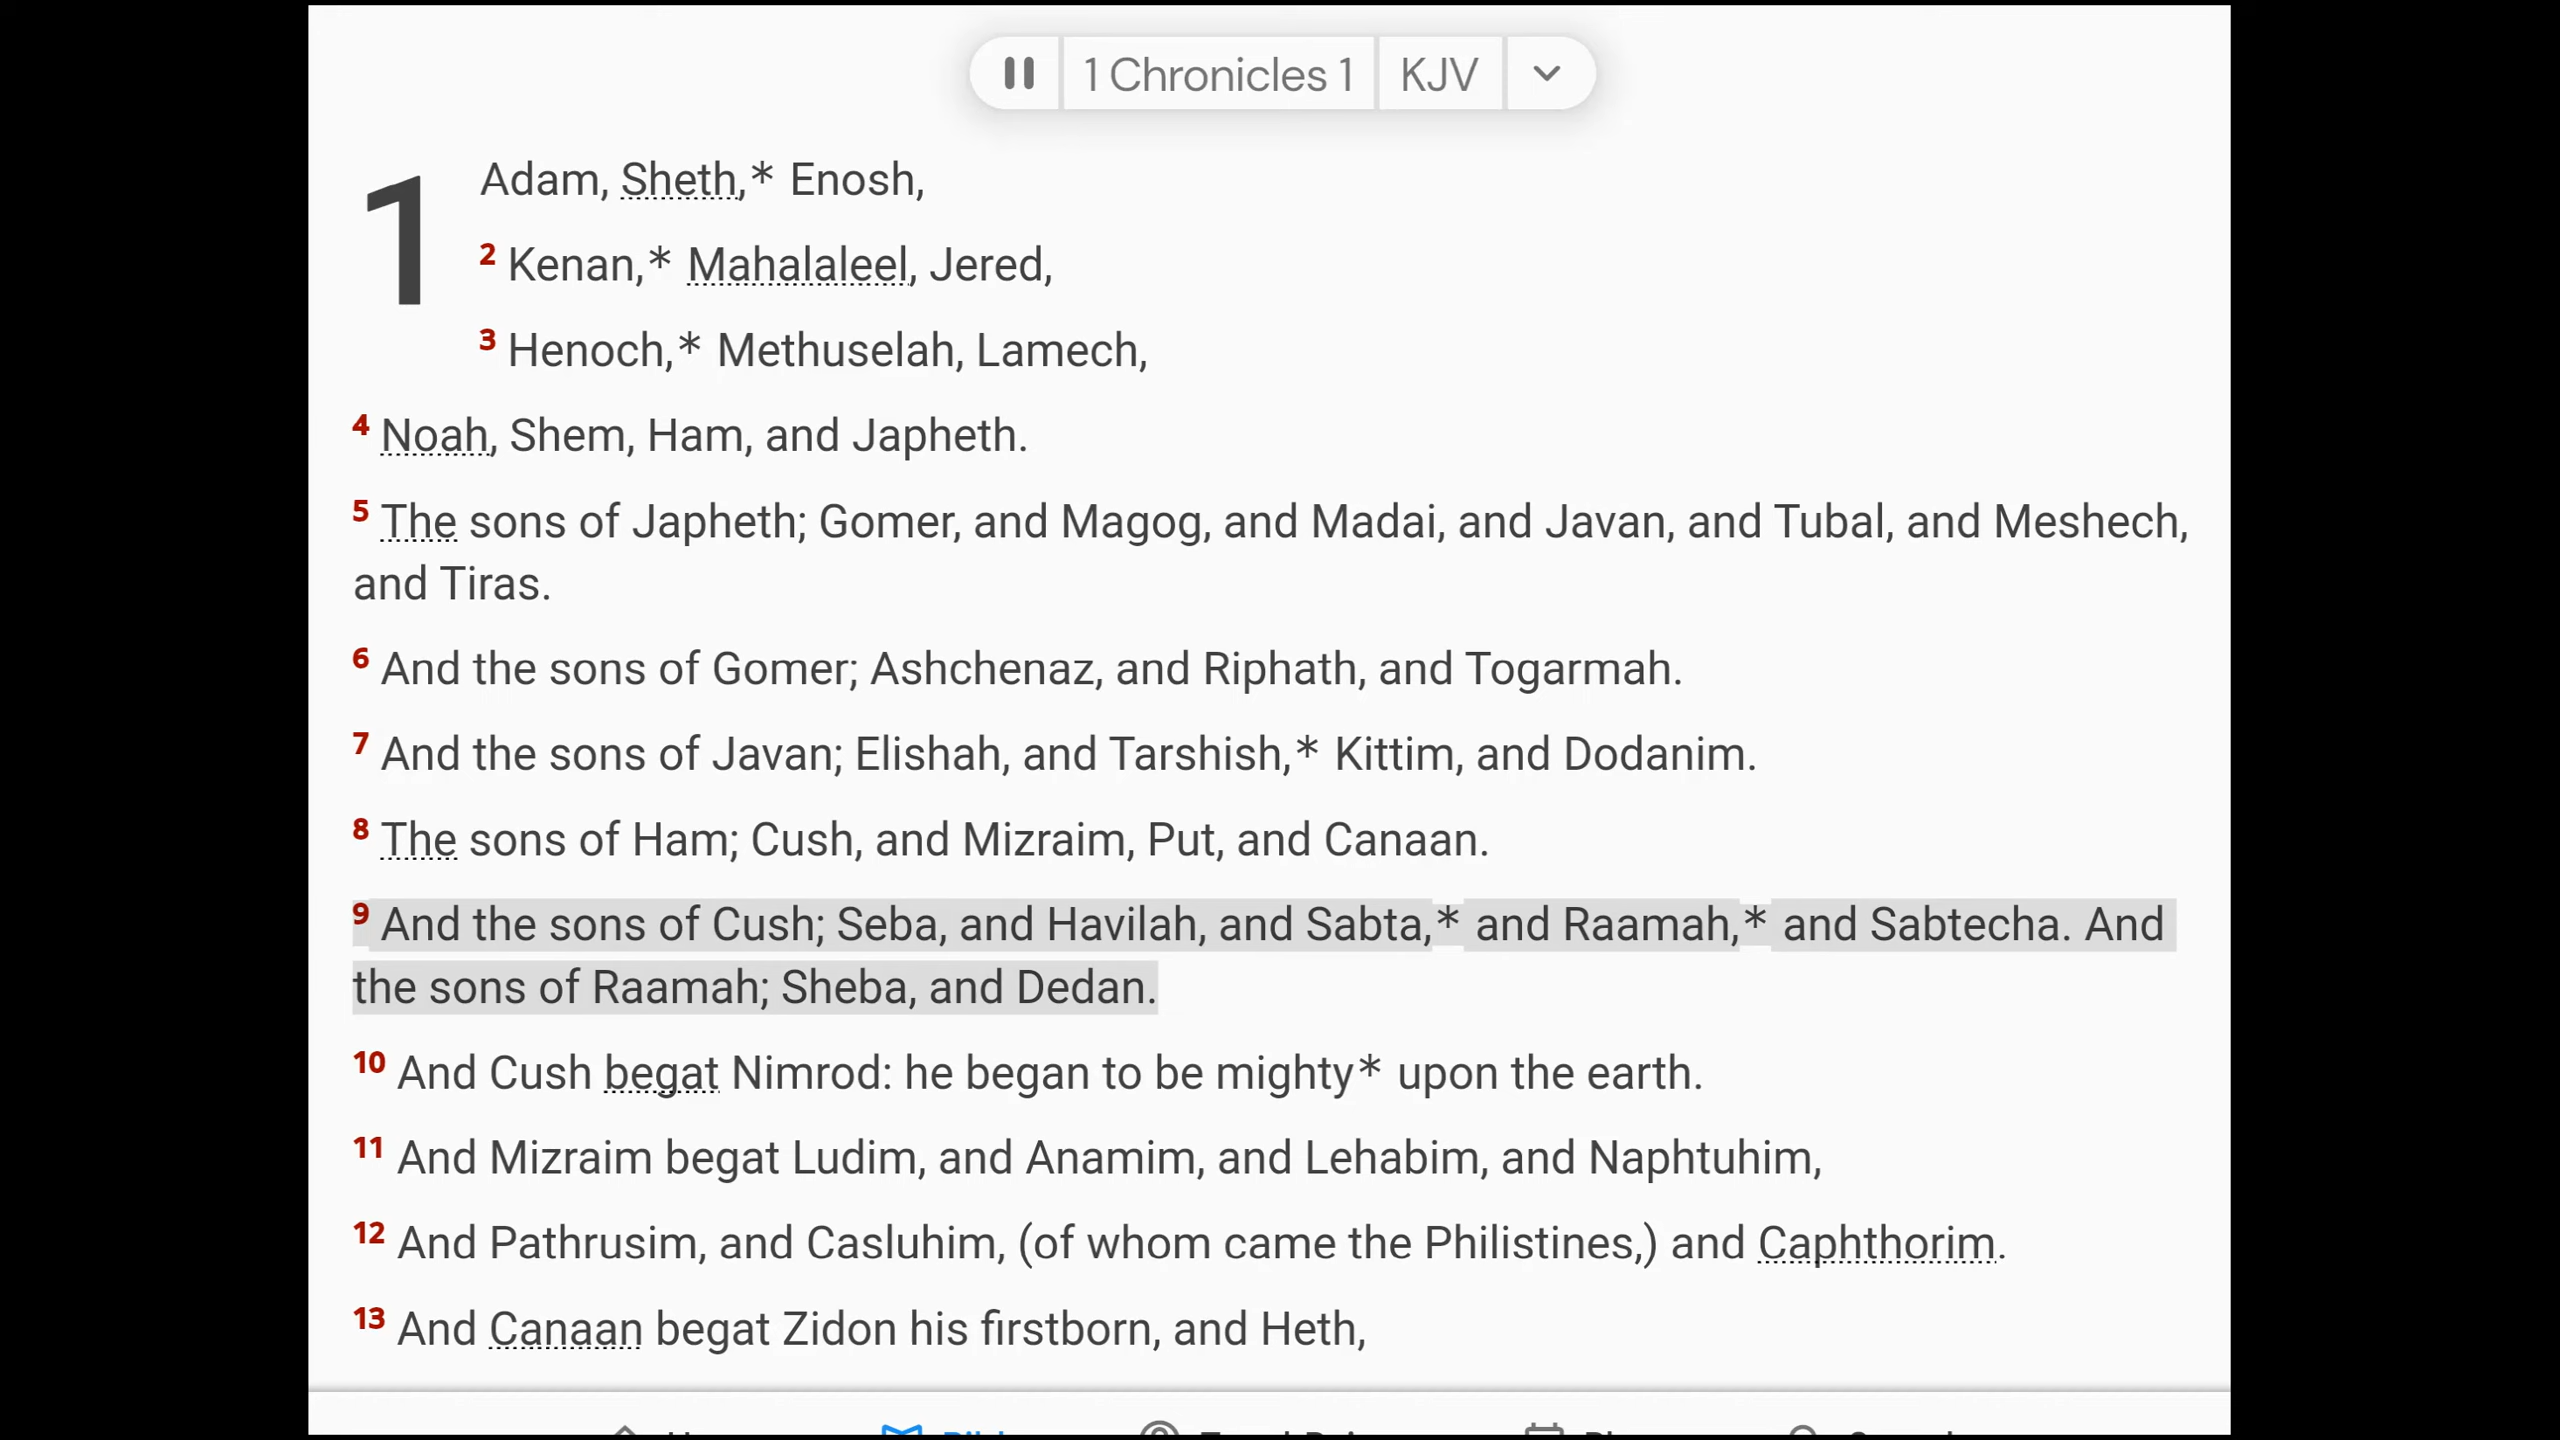 1 Chronicles 1 KJV
1 Adam, Sheth,* Enosh,
2 Kenan,* Mahalaleel, Jered,
3 Henoch,* Methuselah, Lamech,
4 Noah, Shem, Ham, and Japheth.
5 The sons of Japheth; Gomer, and Magog, and Madai, and Javan, and Tubal, and Meshech,
and Tiras.
6 And the sons of Gomer; Ashchenaz, and Riphath, and Togarmah.
7 And the sons of Javan; Elishah, and Tarshish,* Kittim, and Dodanim.
8 The sons of Ham; Cush, and Mizraim, Put, and Canaan.
9 And the sons of Cush; Seba, and Havilah, and Sabta,* and Raamah,* and Sabtecha. And
the sons of Raamah; Sheba, and Dedan.
10 And Cush begat Nimrod: he began to be mighty* upon the earth.
11 And Mizraim begat Ludim, and Anamim, and Lehabim, and Naphtuhim,
12 And Pathrusim, and Casluhim, (of whom came the Philistines,) and Caphthorim.
13 And Canaan begat Zidon his firstborn, and Heth,